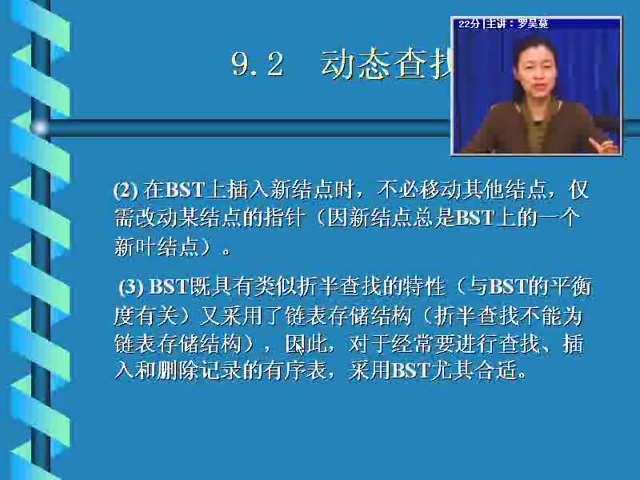 22分|主讲：罗昊蔓
9.2 动态查找
(2) 在BST上插入新结点时，不必移动其他结点，仅
需改动某结点的指针（因新结点总是BST上的一个
新叶结点）。
(3) BST既具有类似折半查找的特性（与BST的平衡
度有关）又采用了链表存储结构（折半查找不能为
链表存储结构），因此，对于经常要进行查找、插
入和删除记录的有序表，采用BST尤其合适。